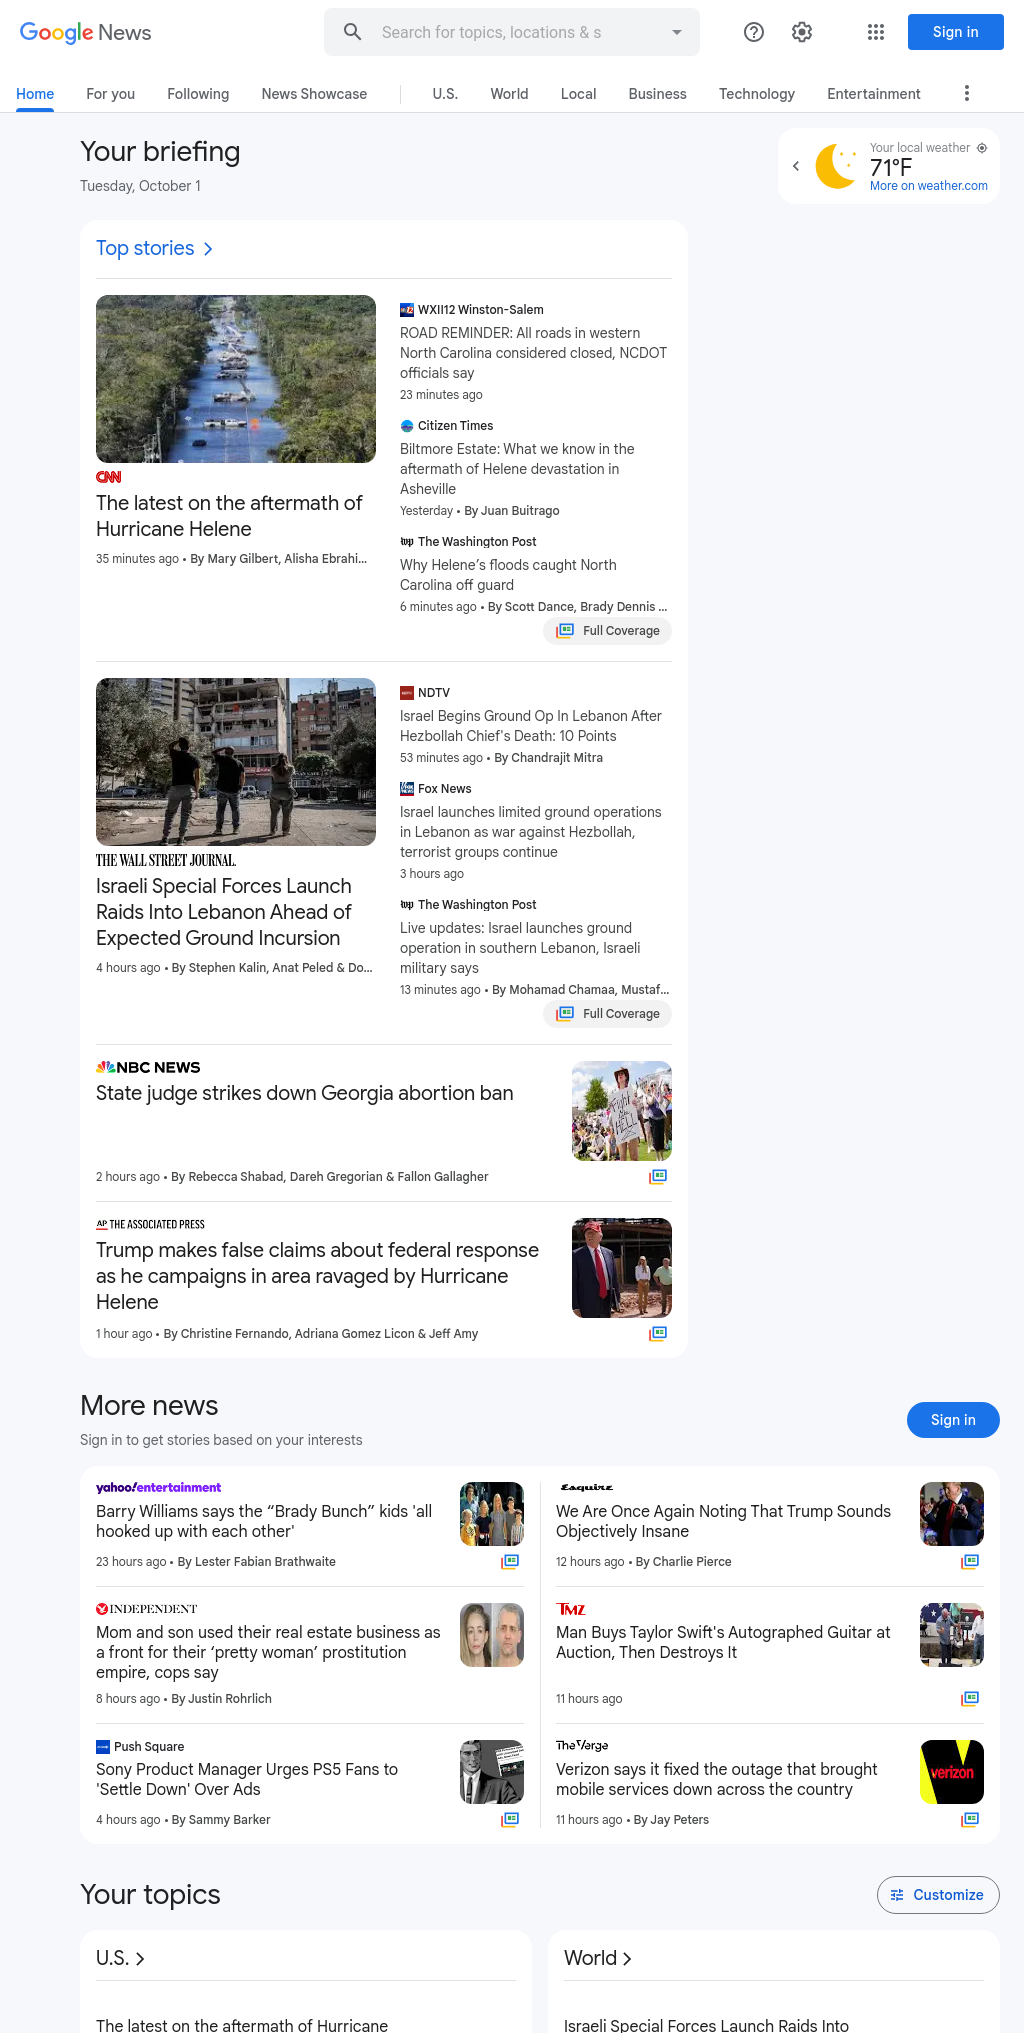 Google News
Search for topics, locations & s
Sign in
Home
For you
Following
News Showcase
U.S.
World
Local
Business
Technology
Entertainment
Your briefing
Tuesday, October 1
Your local weather
71°F
More on weather.com
Top stories
CNN
The latest on the aftermath of
Hurricane Helene
35 minutes ago • By Mary Gilbert, Alisha Ebrahi...
WXII12 Winston-Salem
ROAD REMINDER: All roads in western
North Carolina considered closed, NCDOT
officials say
23 minutes ago
Citizen Times
Biltmore Estate: What we know in the
aftermath of Helene devastation in
Asheville
Yesterday • By Juan Buitrago
The Washington Post
Why Helene's floods caught North
Carolina off guard
6 minutes ago • By Scott Dance, Brady Dennis ...
Full Coverage
THE WALL STREET JOURNAL.
Israeli Special Forces Launch
Raids Into Lebanon Ahead of
Expected Ground Incursion
4 hours ago • By Stephen Kalin, Anat Peled & Do...
NDTV
Israel Begins Ground Op In Lebanon After
Hezbollah Chief's Death: 10 Points
53 minutes ago • By Chandrajit Mitra
Fox News
Israel launches limited ground operations
in Lebanon as war against Hezbollah,
terrorist groups continue
3 hours ago
The Washington Post
Live updates: Israel launches ground
operation in southern Lebanon, Israeli
military says
13 minutes ago • By Mohamad Chamaa, Mustaf...
Full Coverage
NBC NEWS
State judge strikes down Georgia abortion ban
Fight
like
HELL
2 hours ago • By Rebecca Shabad, Dareh Gregorian & Fallon Gallagher
AP THE ASSOCIATED PRESS
Trump makes false claims about federal response
as he campaigns in area ravaged by Hurricane
Helene
1 hour ago • By Christine Fernando, Adriana Gomez Licon & Jeff Amy
More news
Sign in to get stories based on your interests
Sign in
yahoo!entertainment
Barry Williams says the “Brady Bunch” kids 'all
hooked up with each other'
23 hours ago • By Lester Fabian Brathwaite
Esquire
We Are Once Again Noting That Trump Sounds
Objectively Insane
12 hours ago • By Charlie Pierce
INDEPENDENT
Mom and son used their real estate business as
a front for their ‘pretty woman’ prostitution
empire, cops say
8 hours ago • By Justin Rohrlich
TMZ
Man Buys Taylor Swift's Autographed Guitar at
Auction, Then Destroys It
11 hours ago
Push Square
Sony Product Manager Urges PS5 Fans to
'Settle Down' Over Ads
4 hours ago • By Sammy Barker
The Verge
Verizon says it fixed the outage that brought
mobile services down across the country
verizon
11 hours ago • By Jay Peters
Your topics
Customize
U.S.
World
The latest on the aftermath of Hurricane
Israeli Special Forces Launch Raids Into